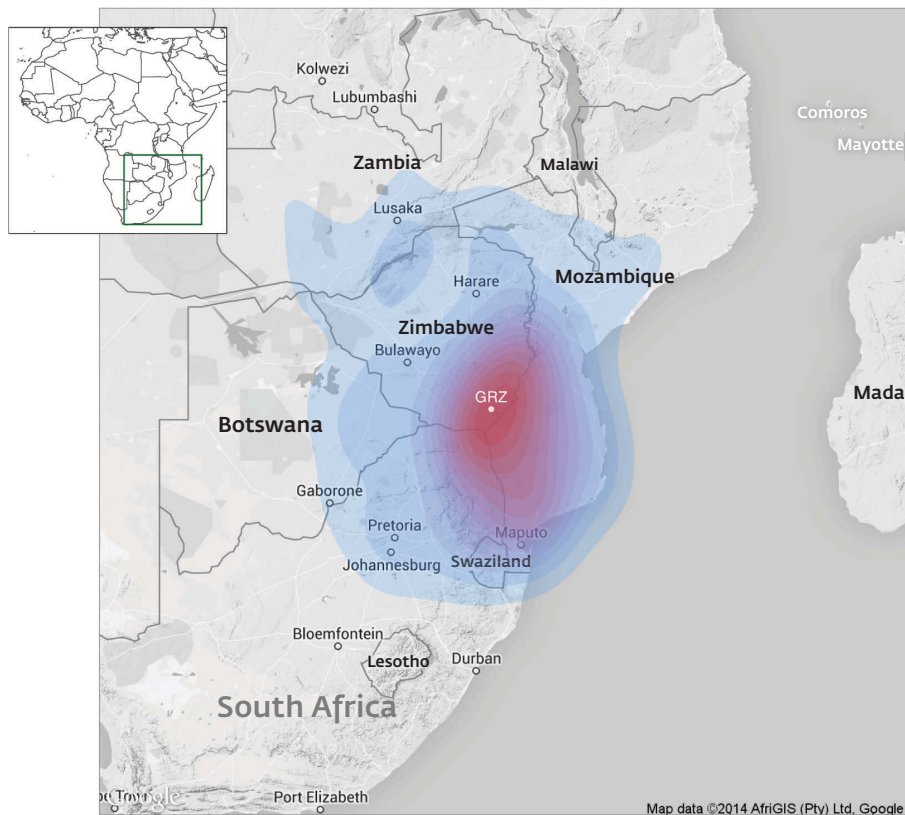 Kolwezi
Lubumbashi
Comoros
Mayotte
Zambia
Malawi
Lusaka
Mozambique
Harare
Zimbabwe
Bulawayo
GRZ
Mada
Botswana
Gaborone
Pretoria
Maputo
Johannesburg
Swaziland
Bloemfontein
Lesotho
Durban
South Africa
Google
Port Elizabeth
Map data ©2014 AfriGIS (Pty) Ltd, Google